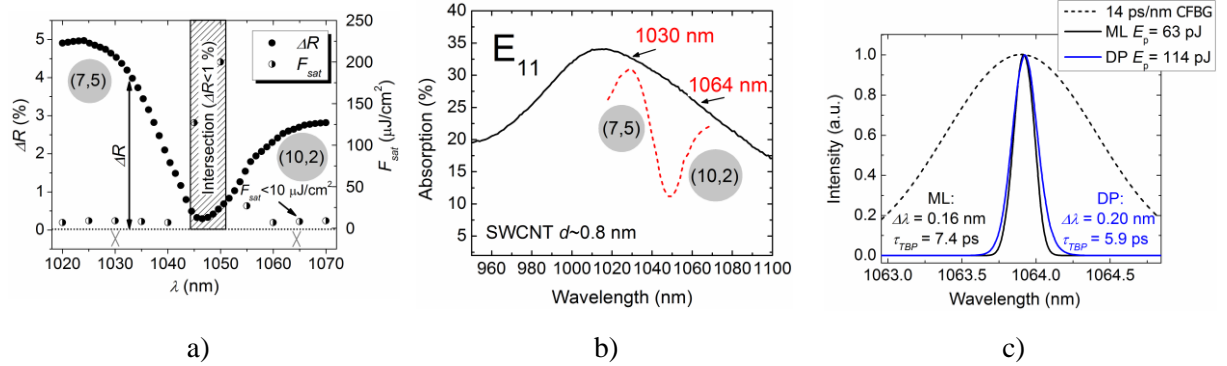 5
4
3
2
1
0
ΔR (%)
250
200
150
100
50
25
0
F_sat (μJ/cm²)
1020 1030 1040 1050 1060 1070
λ (nm)
ΔR
F_sat
(7,5)
ΔR
Intersection (ΔR<1 %)
(10,2)
F_sat<10 μJ/cm²
a)
E₁₁
1030 nm
1064 nm
(7,5)
(10,2)
SWCNT d~0.8 nm
40
35
30
25
20
15
10
5
0
Absorption (%)
960 980 1000 1020 1040 1060 1080 1100
Wavelength (nm)
b)
14 ps/nm CFBG
ML E_p = 63 pJ
DP E_p = 114 pJ
1.0
0.8
0.6
0.4
0.2
0.0
Intensity (a.u.)
ML:
Δλ = 0.16 nm
τ_TBP = 7.4 ps
DP:
Δλ = 0.20 nm
τ_TBP = 5.9 ps
1063.0 1063.5 1064.0 1064.5
Wavelength (nm)
c)